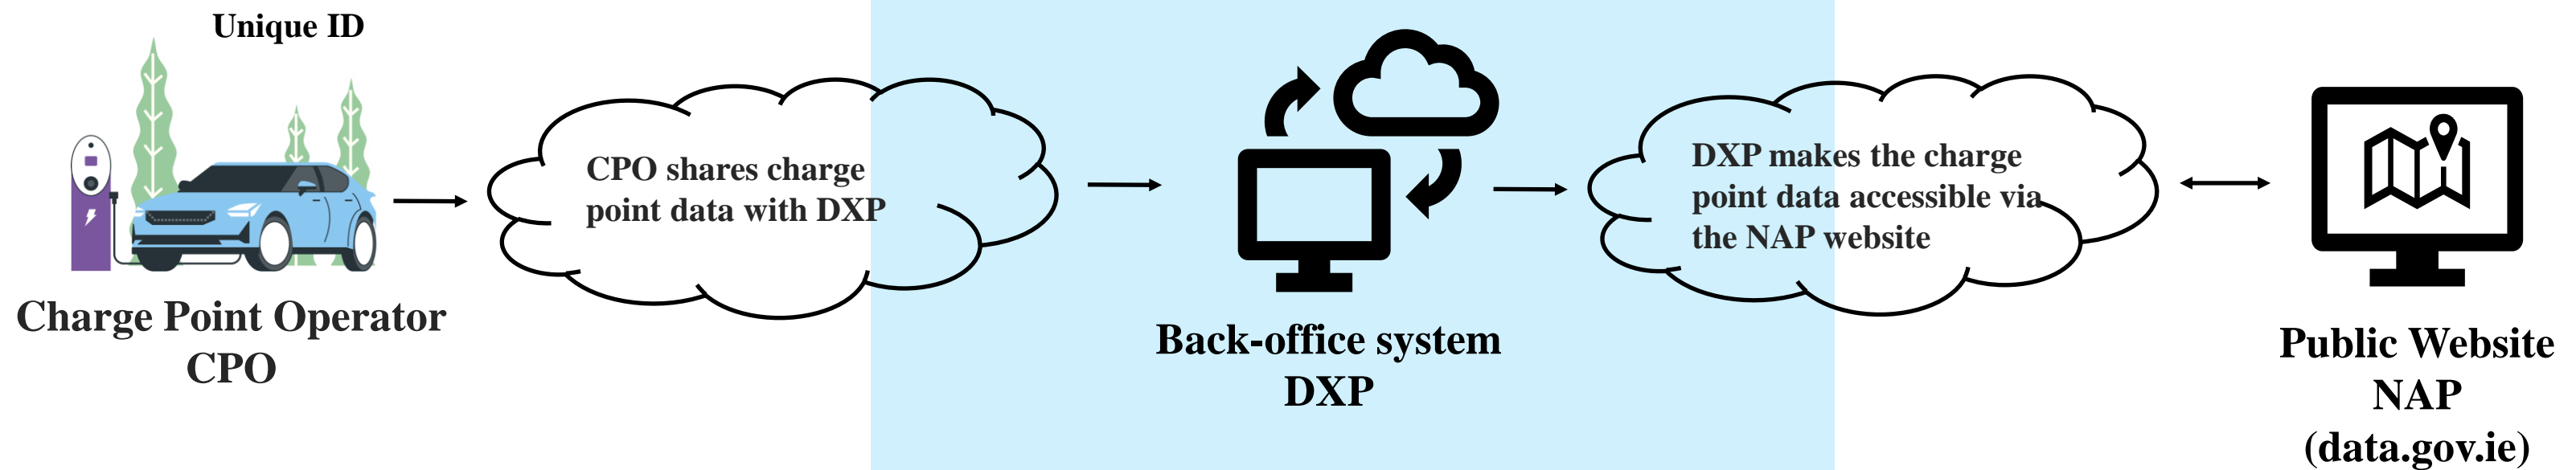 Unique ID
Charge Point Operator
CPO
CPO shares charge
point data with DXP
Back-office system
DXP
DXP makes the charge
point data accessible via
the NAP website
Public Website
NAP
(data.gov.ie)